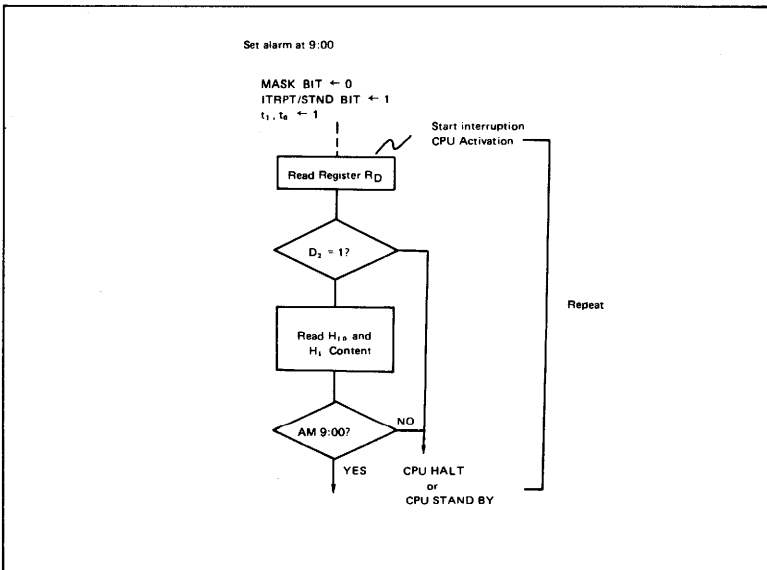 Set alarm at 9:00
MASK BIT ← 0
ITRPT/STND BIT ← 1
t₁, t₀ ← 1
Start interruption
CPU Activation
Read Register R_D
D₂ = 1?
Repeat
Read H₁₀ and
H₁ Content
AM 9:00?
NO
YES
CPU HALT
or
CPU STAND BY